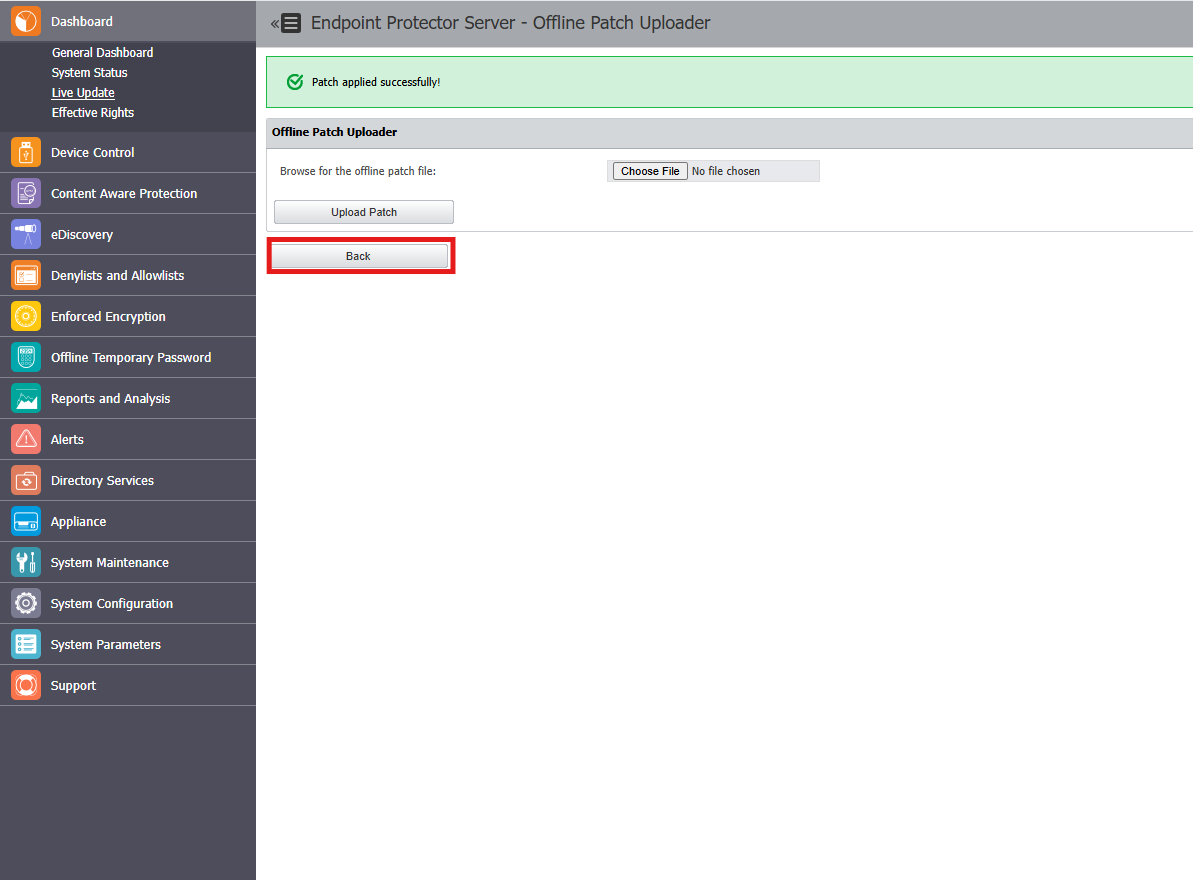 Dashboard
General Dashboard
System Status
Live Update
Effective Rights
Device Control
Content Aware Protection
eDiscovery
Denylists and Allowlists
Enforced Encryption
Offline Temporary Password
Reports and Analysis
Alerts
Directory Services
Appliance
System Maintenance
System Configuration
System Parameters
Support
« Endpoint Protector Server - Offline Patch Uploader
Patch applied successfully!
Offline Patch Uploader
Browse for the offline patch file: Choose File No file chosen
Upload Patch
Back